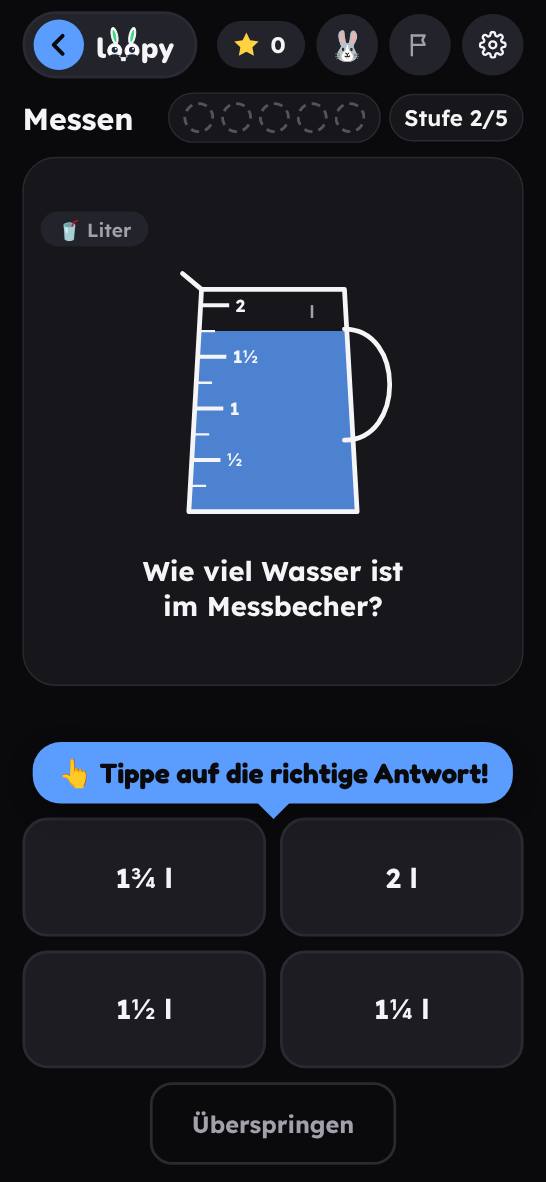 loopy
0
Messen
Stufe 2/5
Liter
2
l
1½
1
½
Wie viel Wasser ist
im Messbecher?
Tippe auf die richtige Antwort!
1¾ l
2 l
1½ l
1¼ l
Überspringen